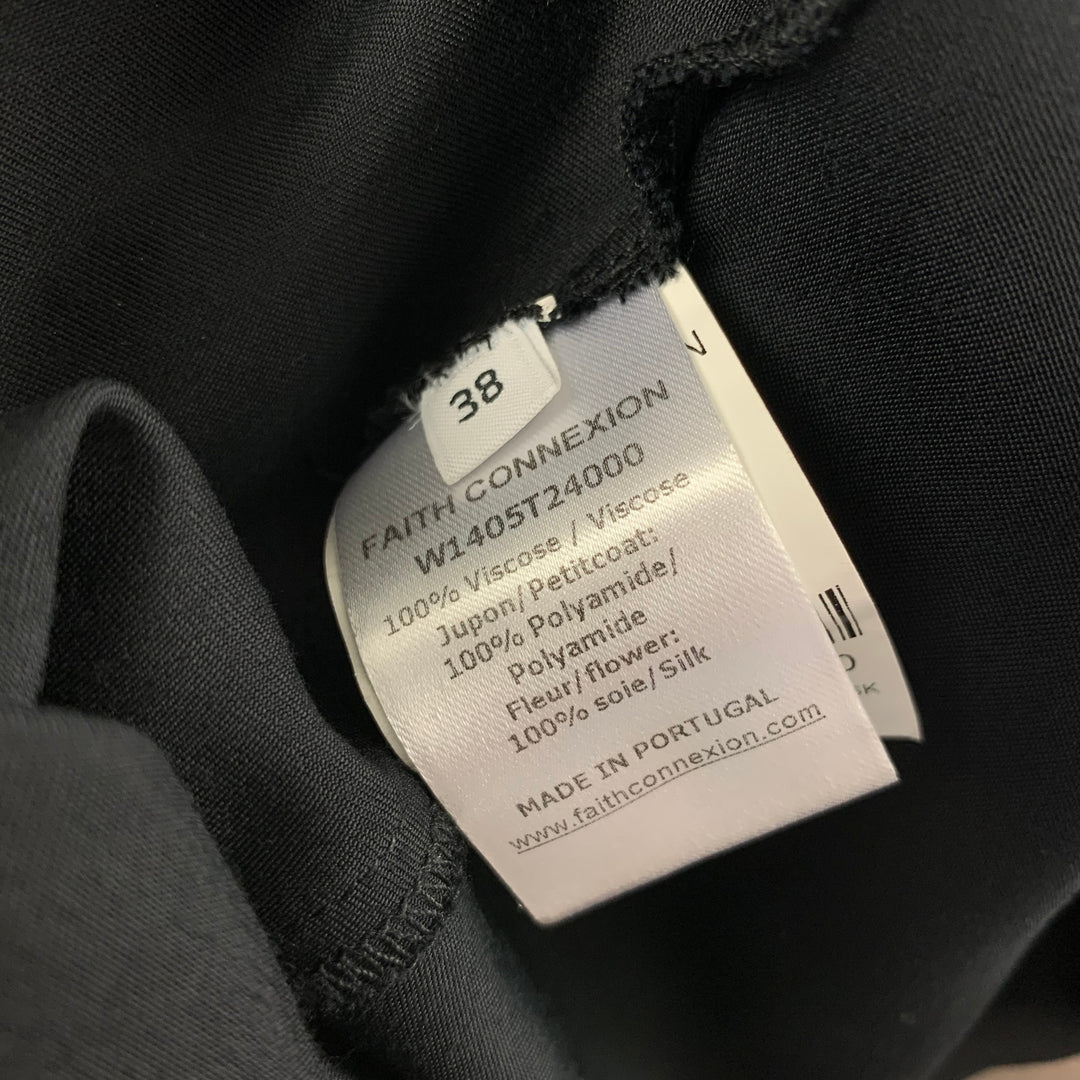 38
FAITH CONNEXION
W1405T24000
100% Viscose / Viscose
Jupon/Petitcoat:
100% Polyamide/
Polyamide
Fleur/flower:
100% soie/Silk
MADE IN PORTUGAL
www.faithconnexion.com